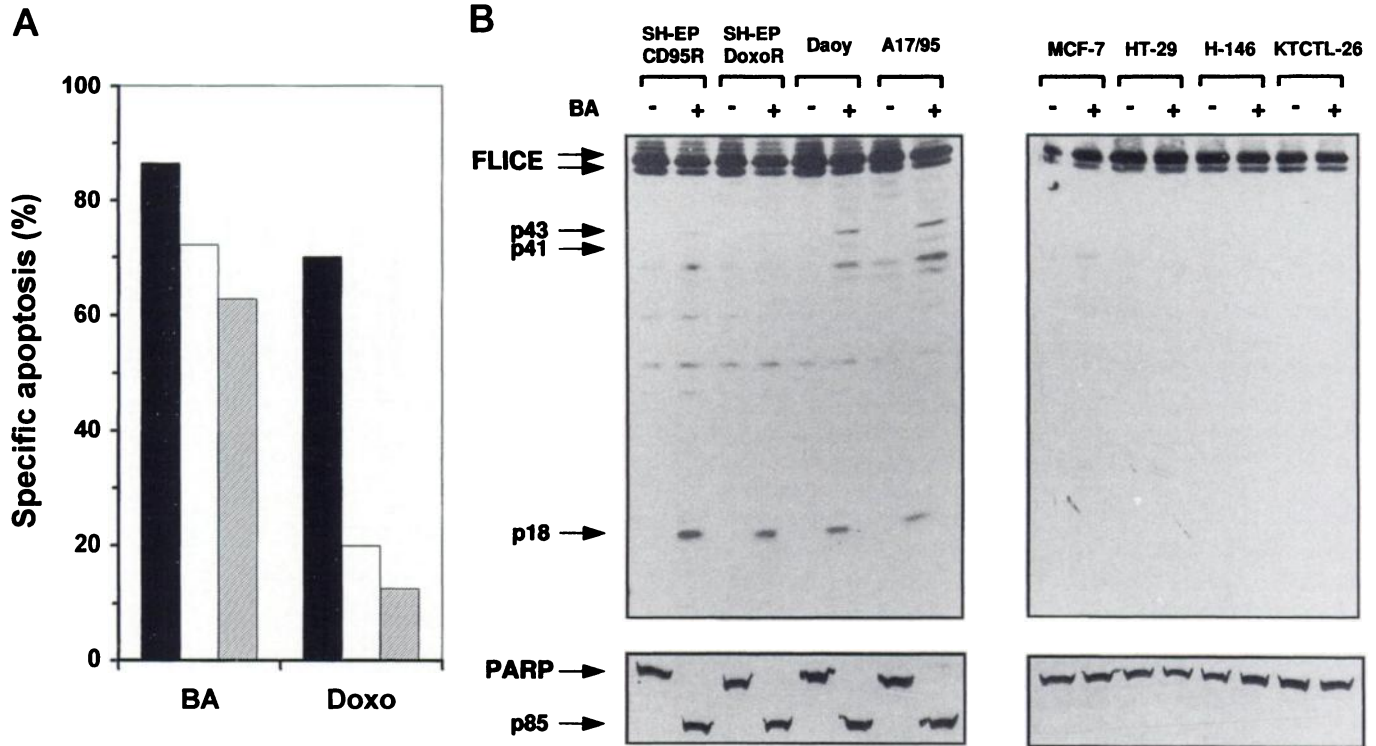 A
Specific apoptosis (%)
100
80
60
40
20
0
BA
Doxo
B
SH-EP CD95R
SH-EP DoxoR
Daoy
A17/95
MCF-7
HT-29
H-146
KTCTL-26
BA
- + - + - + - +
- + - + - + - +
FLICE
p43
p41
p18
PARP
p85